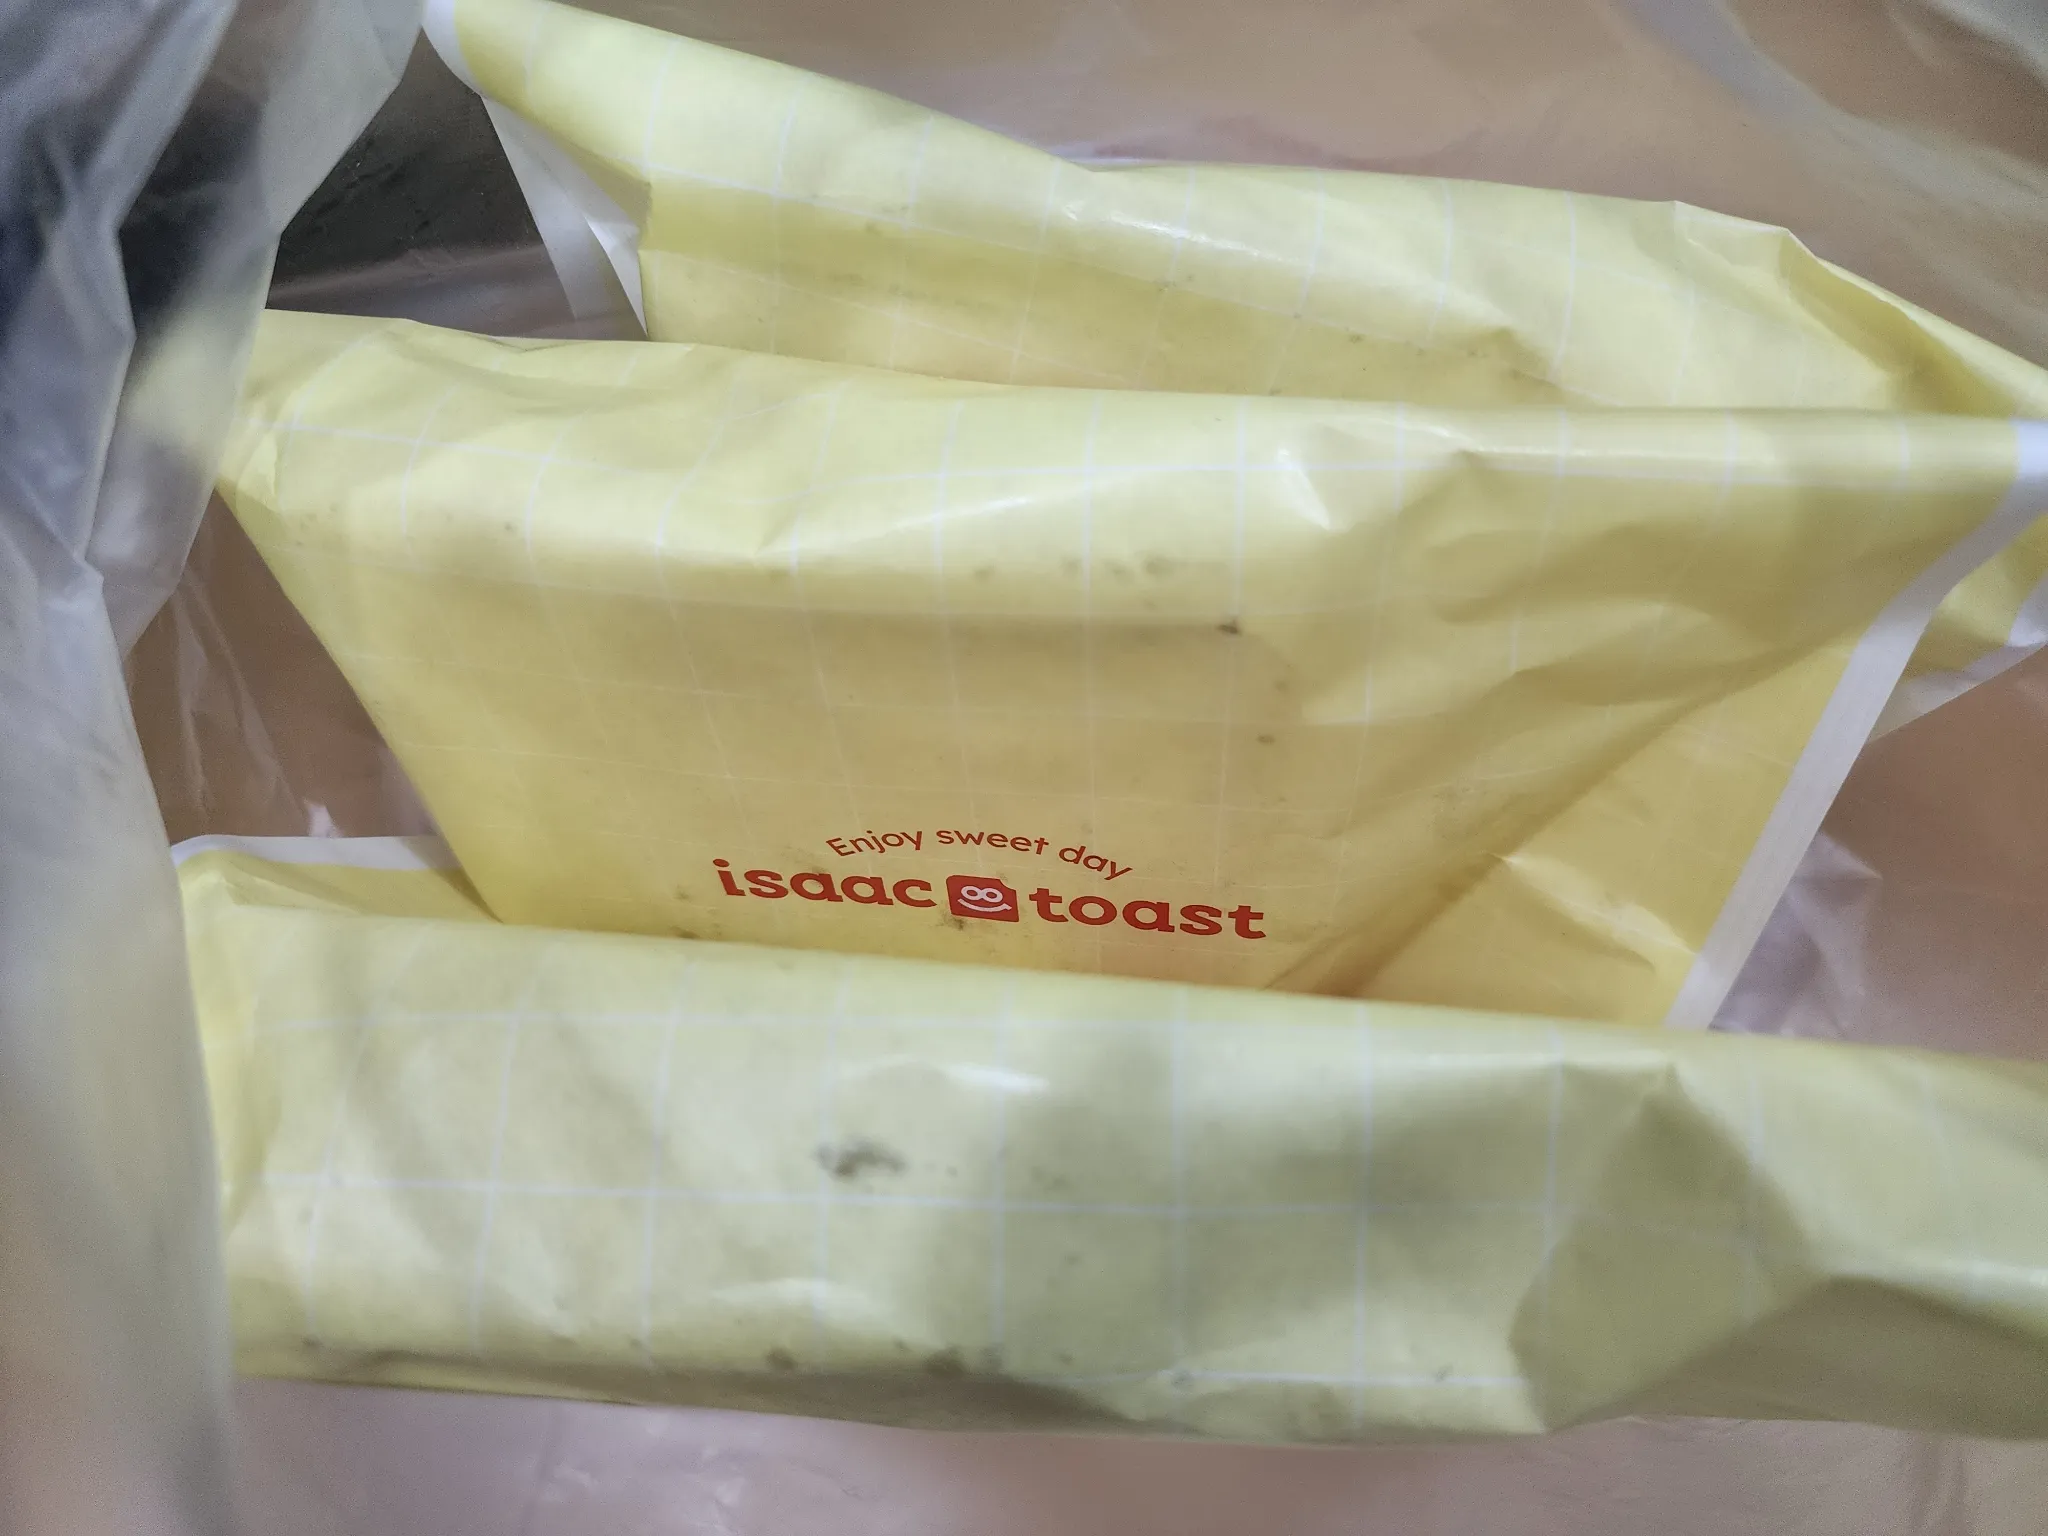 Enjoy sweet day
isaac toast